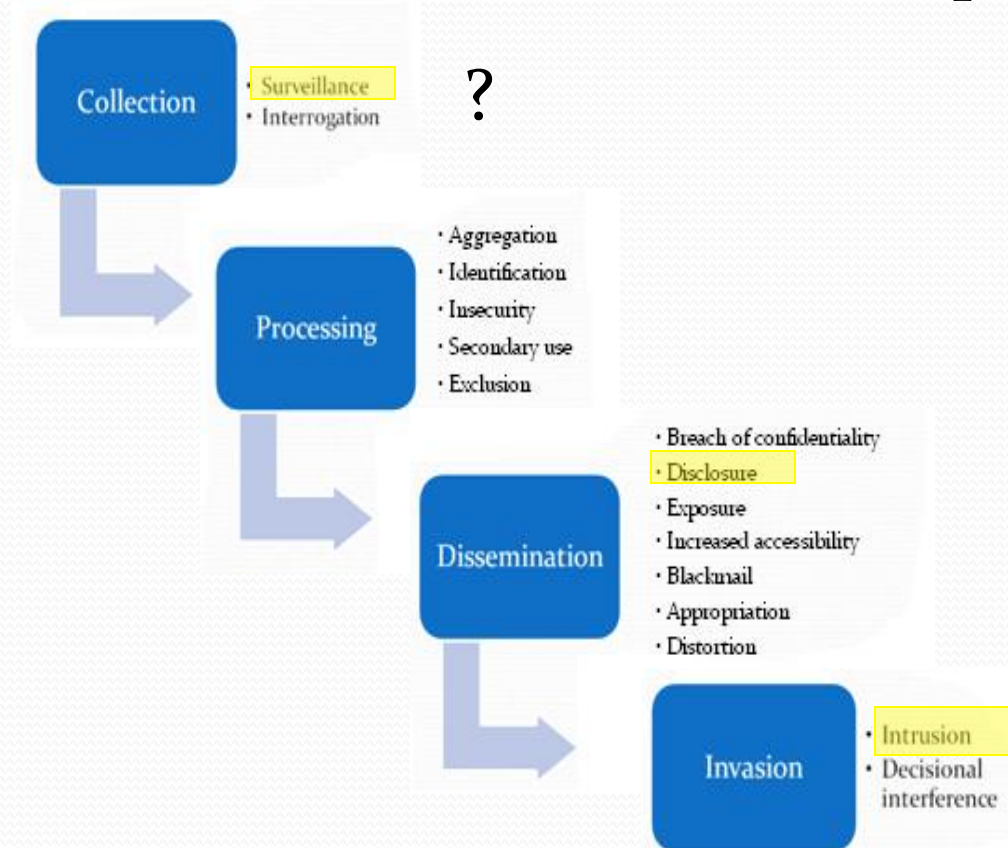 Collection
• Surveillance
• Interrogation
?
Processing
• Aggregation
• Identification
• Insecurity
• Secondary use
• Exclusion
Dissemination
• Breach of confidentiality
• Disclosure
• Exposure
• Increased accessibility
• Blackmail
• Appropriation
• Distortion
Invasion
• Intrusion
• Decisional
interference